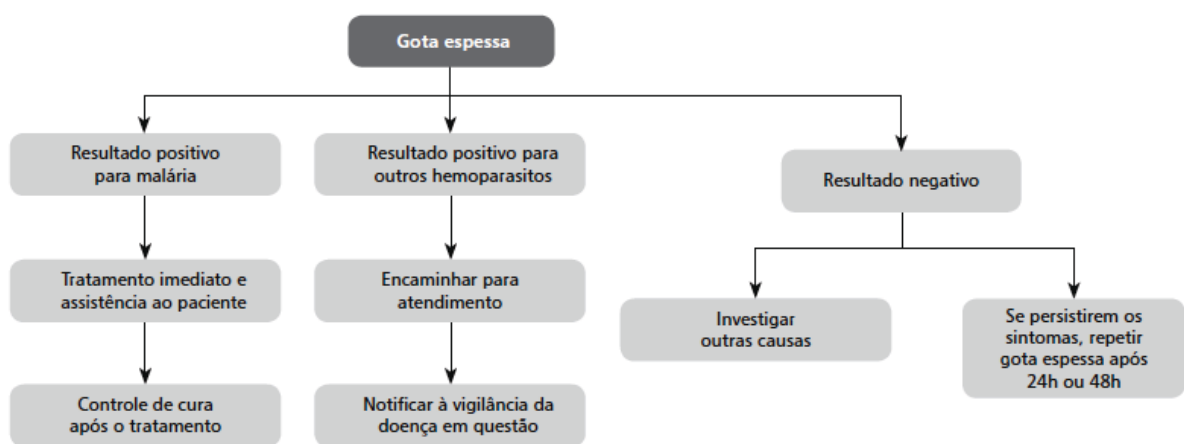 Gota espessa
Resultado positivo
para malária
Resultado positivo para
outros hemoparasitos
Resultado negativo
Tratamento imediato e
assistência ao paciente
Encaminhar para
atendimento
Investigar
outras causas
Se persistirem os
sintomas, repetir
gota espessa após
24h ou 48h
Controle de cura
após o tratamento
Notificar à vigilância da
doença em questão